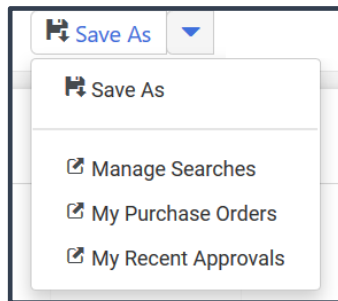 Save As
Save As
Manage Searches
My Purchase Orders
My Recent Approvals